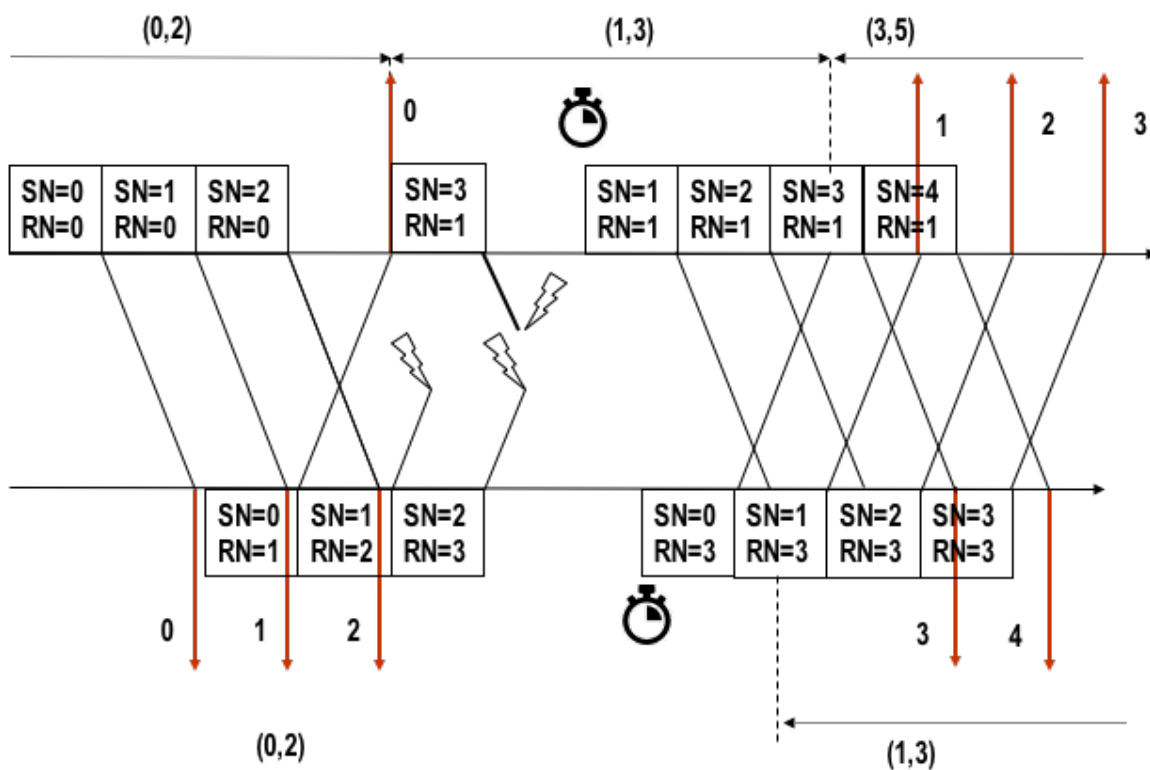 (0,2)
(1,3)
(3,5)
0
1
2
3
SN=0
RN=0
SN=1
RN=0
SN=2
RN=0
SN=3
RN=1
SN=1
RN=1
SN=2
RN=1
SN=3
RN=1
SN=4
RN=1
SN=0
RN=1
SN=1
RN=2
SN=2
RN=3
SN=0
RN=3
SN=1
RN=3
SN=2
RN=3
SN=3
RN=3
0
1
2
3
4
(0,2)
(1,3)